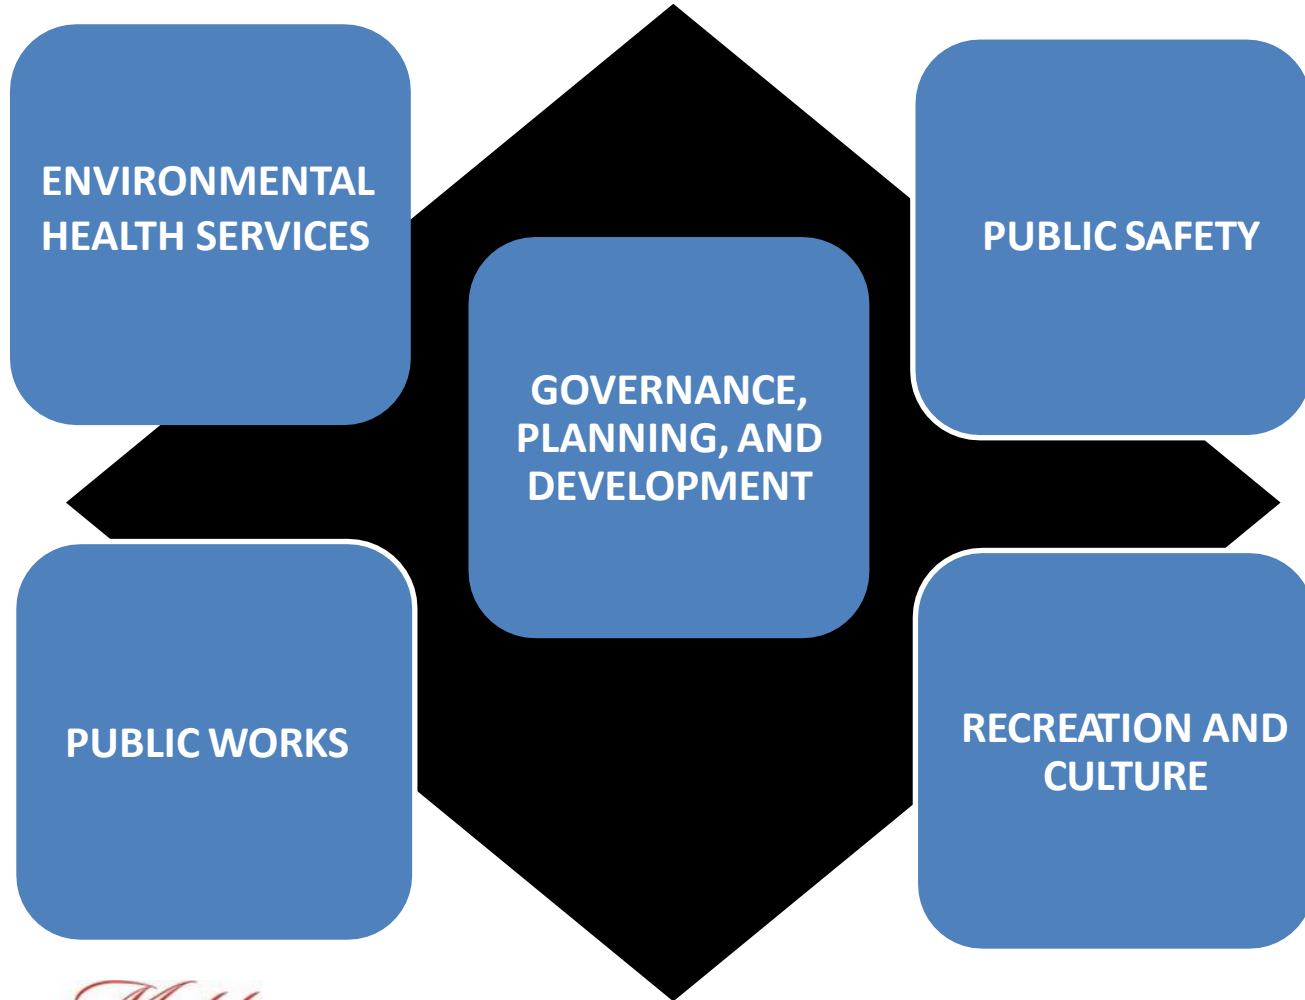 ENVIRONMENTAL
HEALTH SERVICES
PUBLIC SAFETY
GOVERNANCE,
PLANNING, AND
DEVELOPMENT
PUBLIC WORKS
RECREATION AND
CULTURE